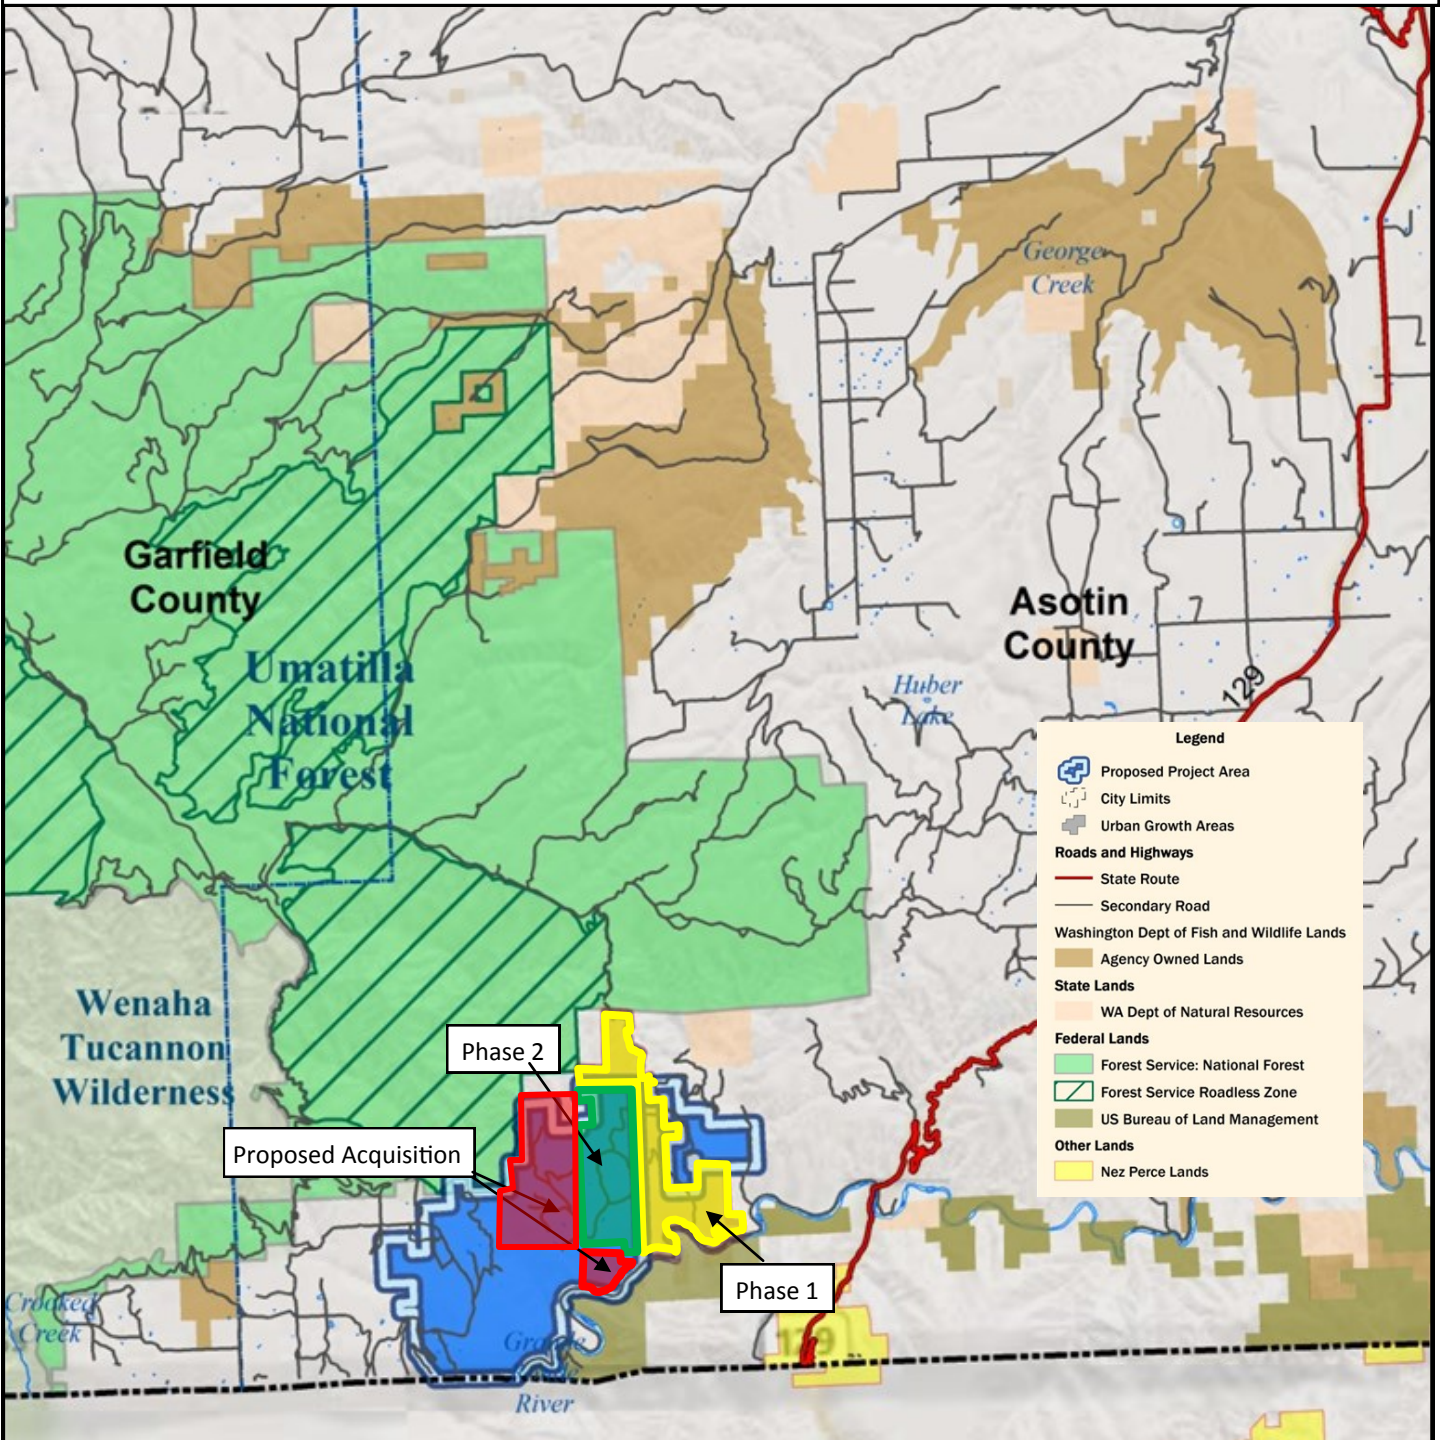 George
Creek
Garfield
County
Asotin
County
Umatilla
National
Forest
Huber
Lake
129
Legend
Proposed Project Area
City Limits
Urban Growth Areas
Roads and Highways
State Route
Secondary Road
Washington Dept of Fish and Wildlife Lands
Agency Owned Lands
State Lands
WA Dept of Natural Resources
Federal Lands
Forest Service: National Forest
Forest Service Roadless Zone
US Bureau of Land Management
Other Lands
Nez Perce Lands
Wenaha
Tucannon
Wilderness
Phase 2
Proposed Acquisition
Phase 1
Crooked
Creek
Grande
River
129